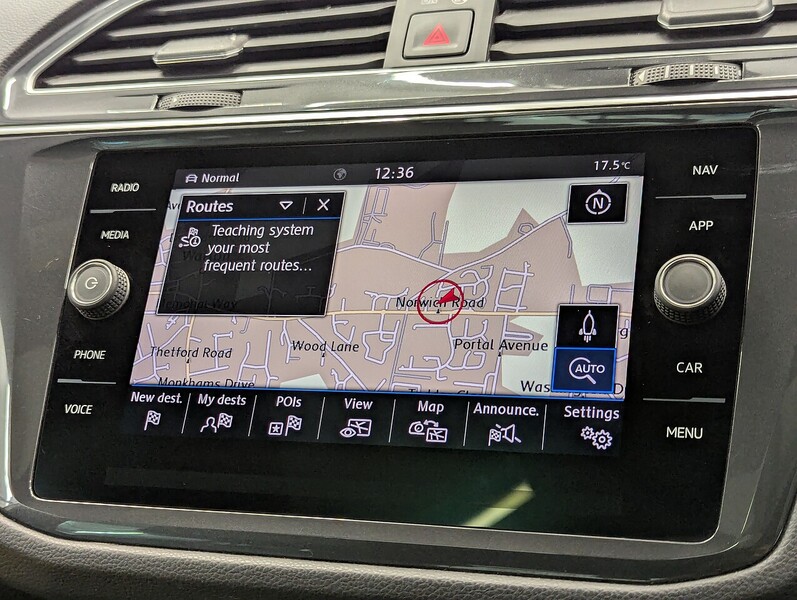 Normal
12:36
17.5°C
RADIO
MEDIA
PHONE
VOICE
Routes
Teaching system
your most
frequent routes...
N
Norwich Road
Thetford Road
Wood Lane
Portal Avenue
Monkhams Drive
AUTO
New dest.
My dests
POIs
View
Map
Announce.
Settings
NAV
APP
CAR
MENU